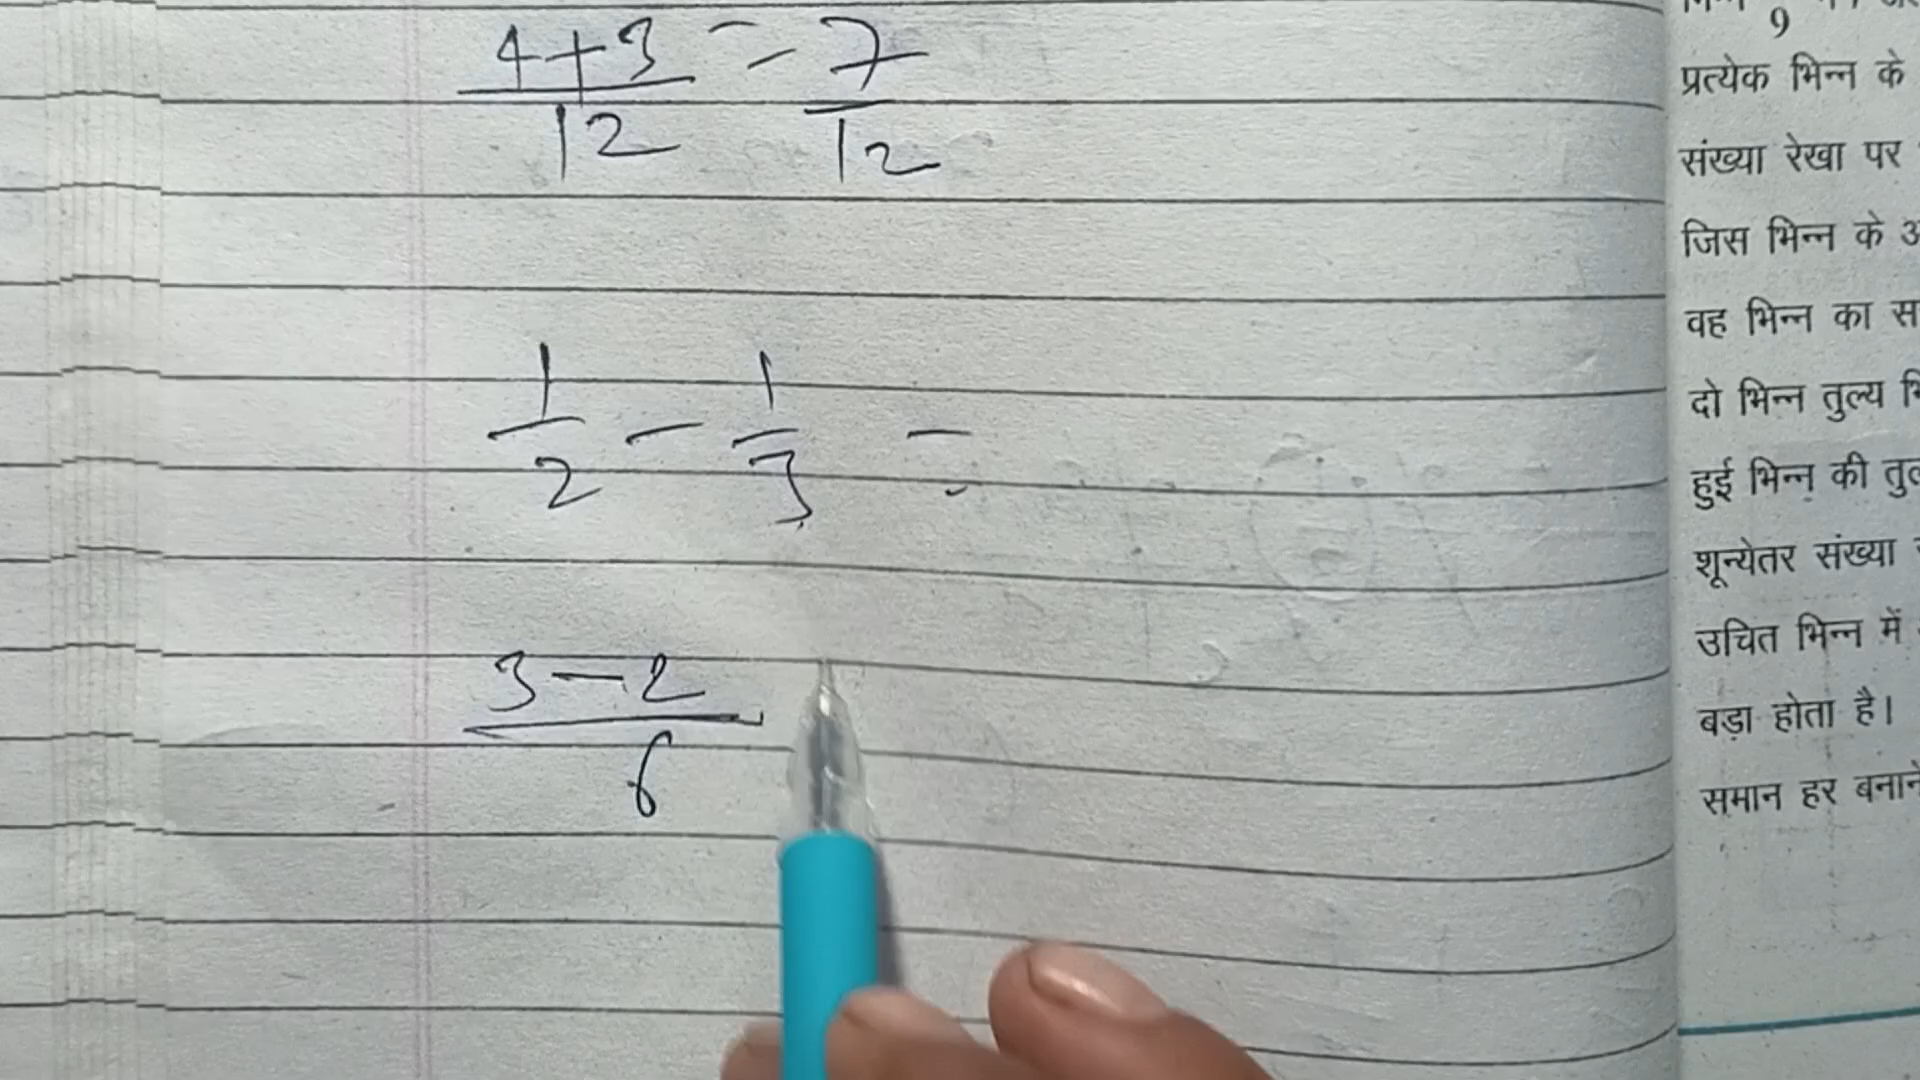 4+3 = 7
12 12
1 - 1 =
2 3
3-2
6
9
प्रत्येक भिन्न के
संख्या रेखा पर
जिस भिन्न के
वह भिन्न का
दो भिन्न तुल्य
हुई भिन्न की
शून्येतर संख्या
उचित भिन्न में
बड़ा होता है।
समान हर